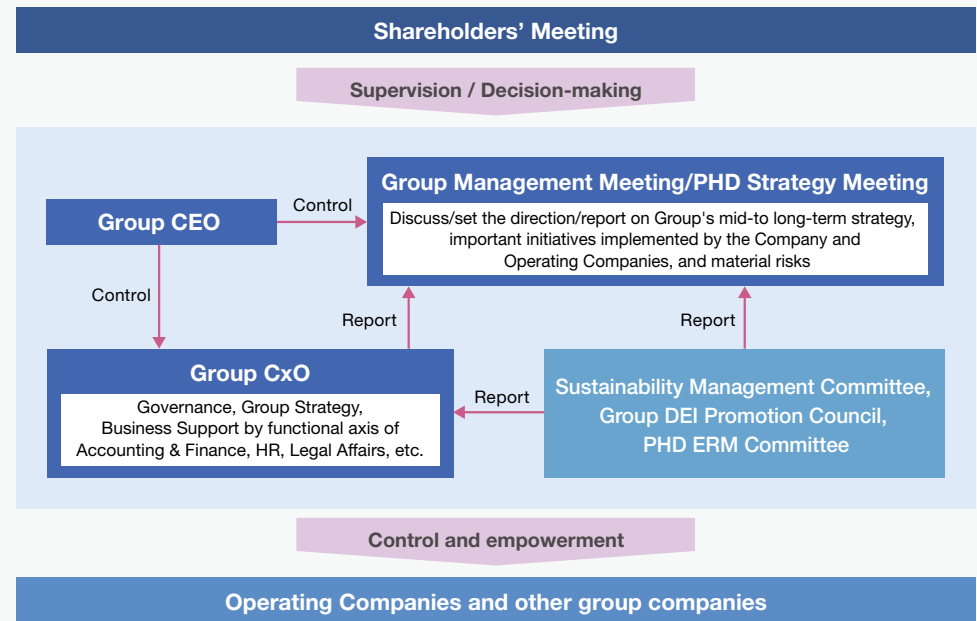 Shareholders’ Meeting
Supervision / Decision-making
Group CEO
Control
Group Management Meeting/PHD Strategy Meeting
Discuss/set the direction/report on Group's mid-to long-term strategy,
important initiatives implemented by the Company and
Operating Companies, and material risks
Control
Report
Report
Group CxO
Governance, Group Strategy,
Business Support by functional axis of
Accounting & Finance, HR, Legal Affairs, etc.
Report
Sustainability Management Committee,
Group DEI Promotion Council,
PHD ERM Committee
Control and empowerment
Operating Companies and other group companies